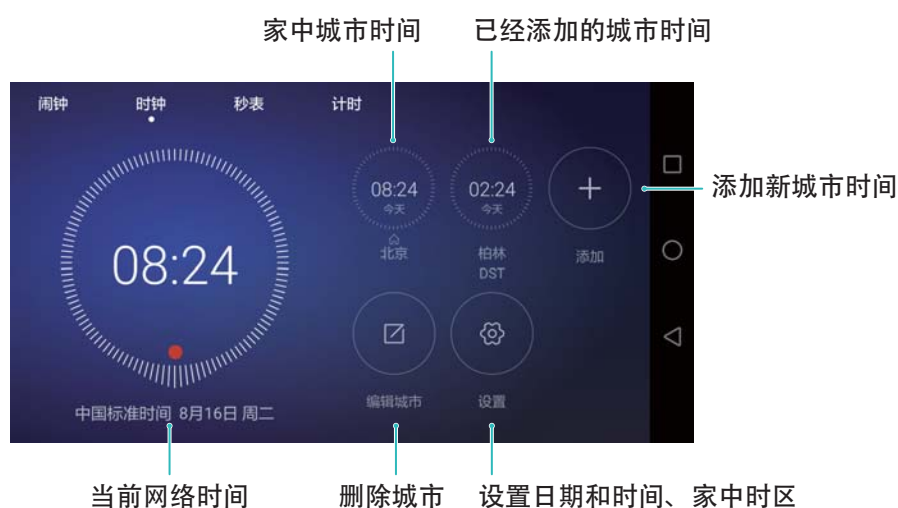 家中城市时间 已经添加的城市时间
闹钟 时钟 秒表 计时
08:24
今天
北京
02:24
今天
柏林
DST
添加
添加新城市时间
08:24
中国标准时间 8月16日 周二
编辑城市
设置
当前网络时间 删除城市 设置日期和时间、家中时区